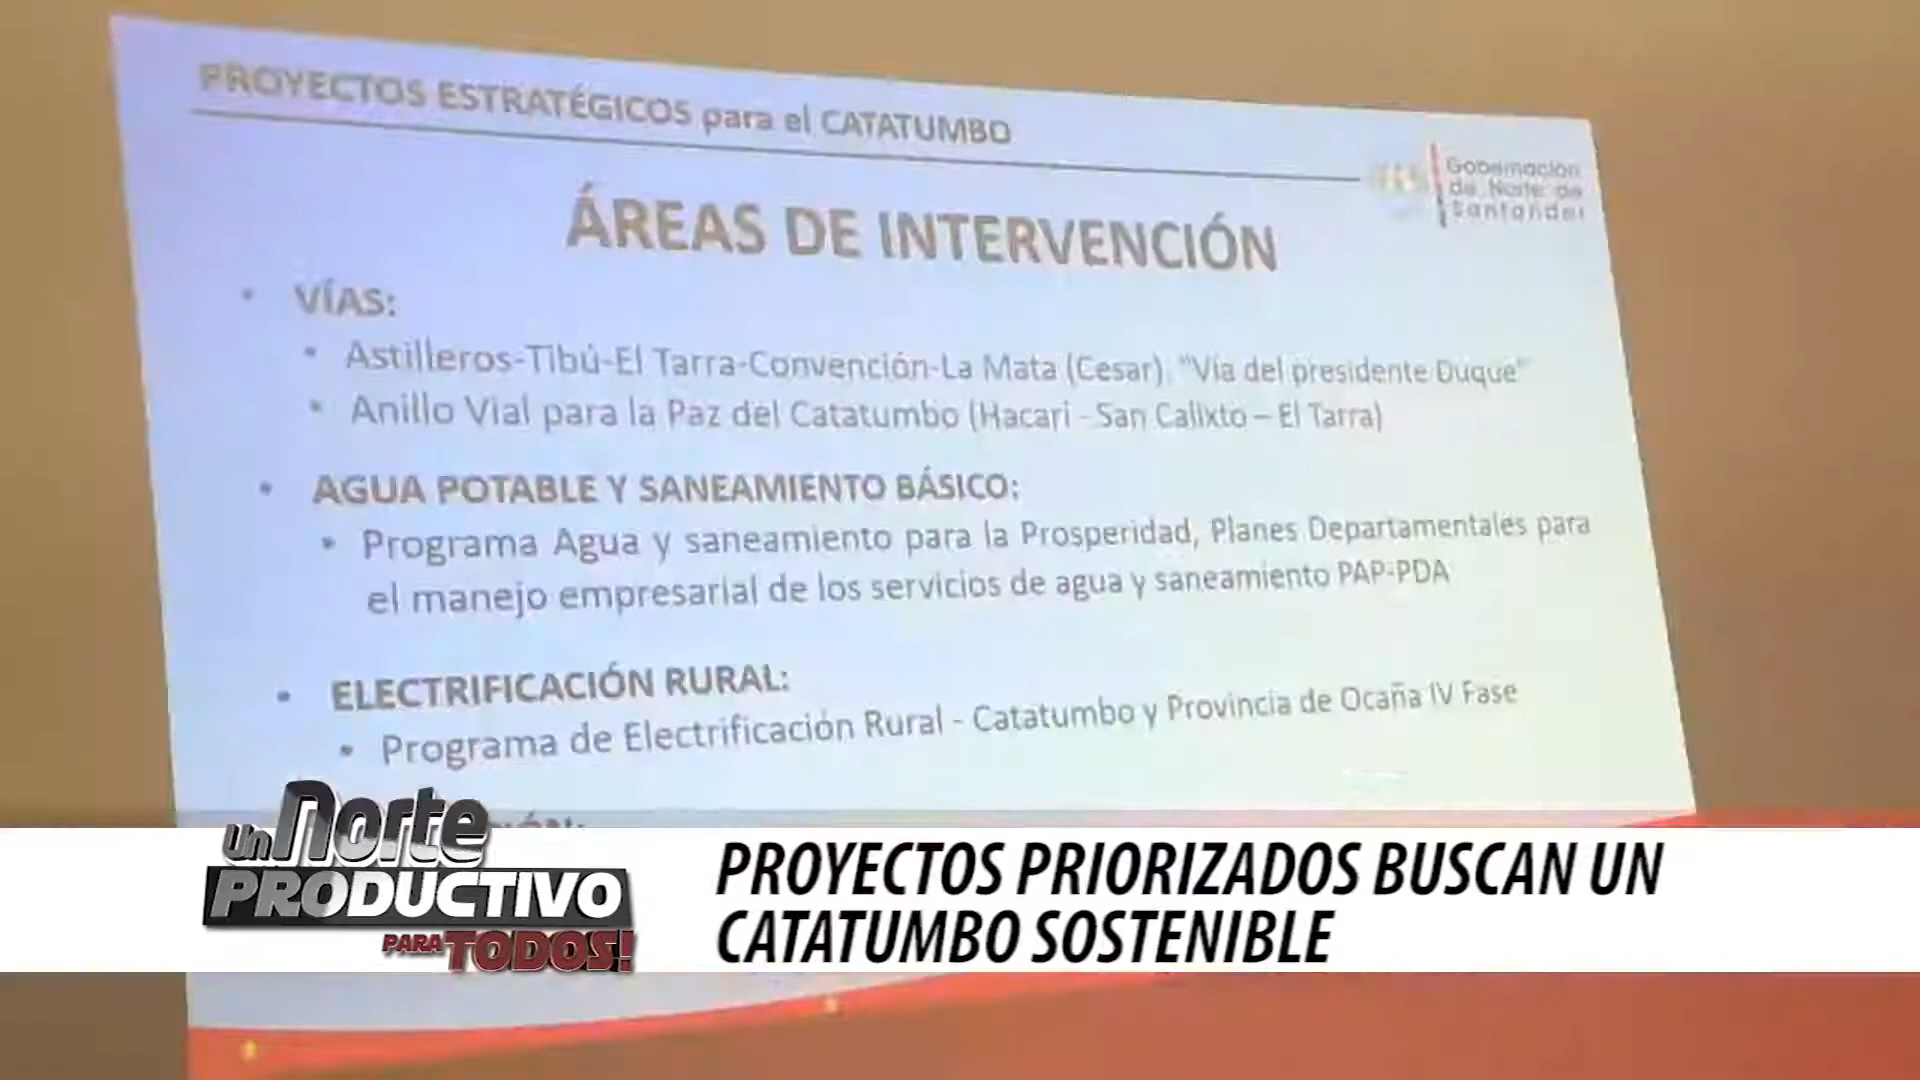 PROYECTOS ESTRATÉGICOS para el CATATUMBO
Gobernación
de Norte de
Santander
ÁREAS DE INTERVENCIÓN
• VÍAS:
• Astilleros-Tibú-El Tarra-Convención-La Mata (Cesar). "Vía del presidente Duque"
• Anillo Vial para la Paz del Catatumbo (Hacarí - San Calixto – El Tarra)
• AGUA POTABLE Y SANEAMIENTO BÁSICO:
• Programa Agua y saneamiento para la Prosperidad, Planes Departamentales para
el manejo empresarial de los servicios de agua y saneamiento PAP-PDA
• ELECTRIFICACIÓN RURAL:
• Programa de Electrificación Rural - Catatumbo y Provincia de Ocaña IV Fase
un Norte
PRODUCTIVO
PARA TODOS!
PROYECTOS PRIORIZADOS BUSCAN UN
CATATUMBO SOSTENIBLE